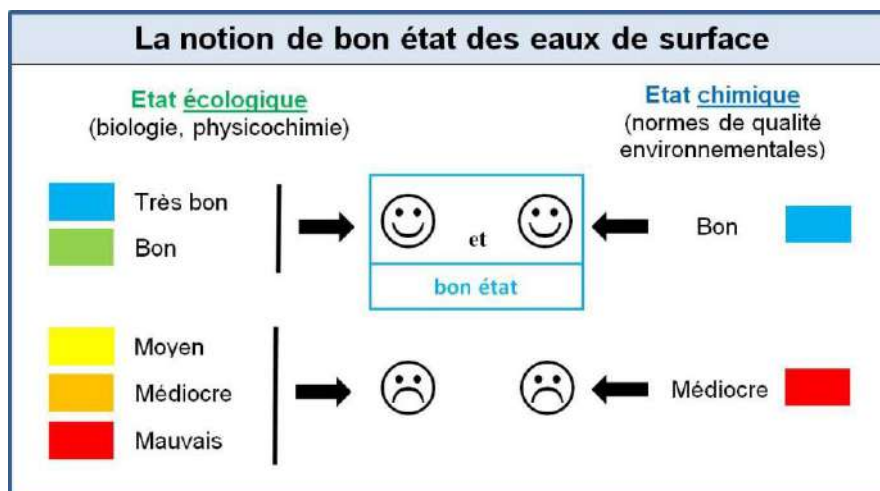 La notion de bon état des eaux de surface
Etat écologique
(biologie, physicochimie)
Etat chimique
(normes de qualité
environnementales)
Très bon
Bon
et
bon état
Bon
Moyen
Médiocre
Mauvais
Médiocre